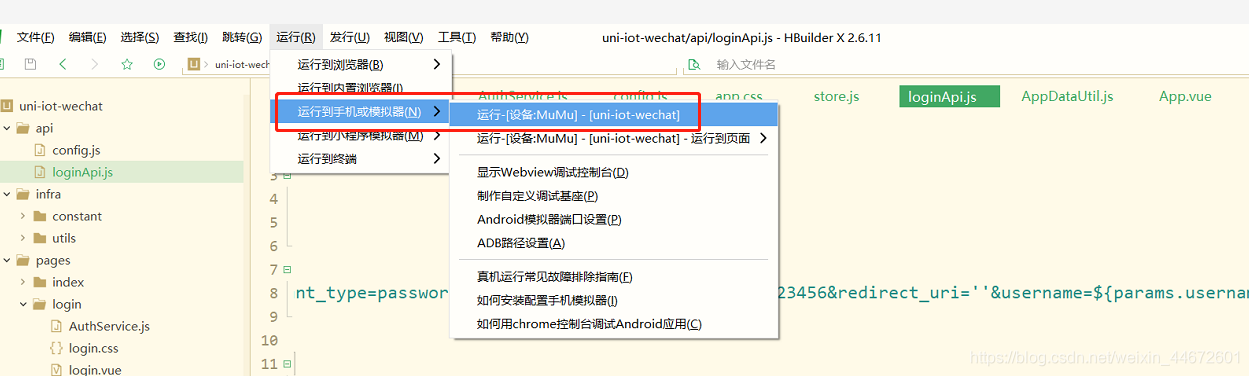 文件(F) 编辑(E) 选择(S) 查找(I) 跳转(G) 运行(R) 发行(U) 视图(V) 工具(T) 帮助(Y) uni-iot-wechat/api/loginApi.js - HBuilder X 2.6.11
uni-iot-wech 输入文件名
AuthService.js config.js app.css store.js loginApi.js AppDataUtil.js App.vue
uni-iot-wechat
api
config.js
loginApi.js
infra
constant
utils
pages
index
login
AuthService.js
login.css
login.vue
运行到浏览器(B)
运行到内置浏览器(I)
运行到手机或模拟器(N)
运行到小程序模拟器(M)
运行到终端
运行-[设备:MuMu] - [uni-iot-wechat]
运行-[设备:MuMu] - [uni-iot-wechat] - 运行到页面
显示Webview调试控制台(D)
制作自定义调试基座(P)
Android模拟器端口设置(P)
ADB路径设置(A)
真机运行常见故障排除指南(F)
如何安装配置手机模拟器(I)
如何用chrome控制台调试Android应用(C)
3
4
5
6
7
8 nt_type=passwor 23456&redirect_uri=''&username=${params.userna
9
10
11
https://blog.csdn.net/weixin_44672601